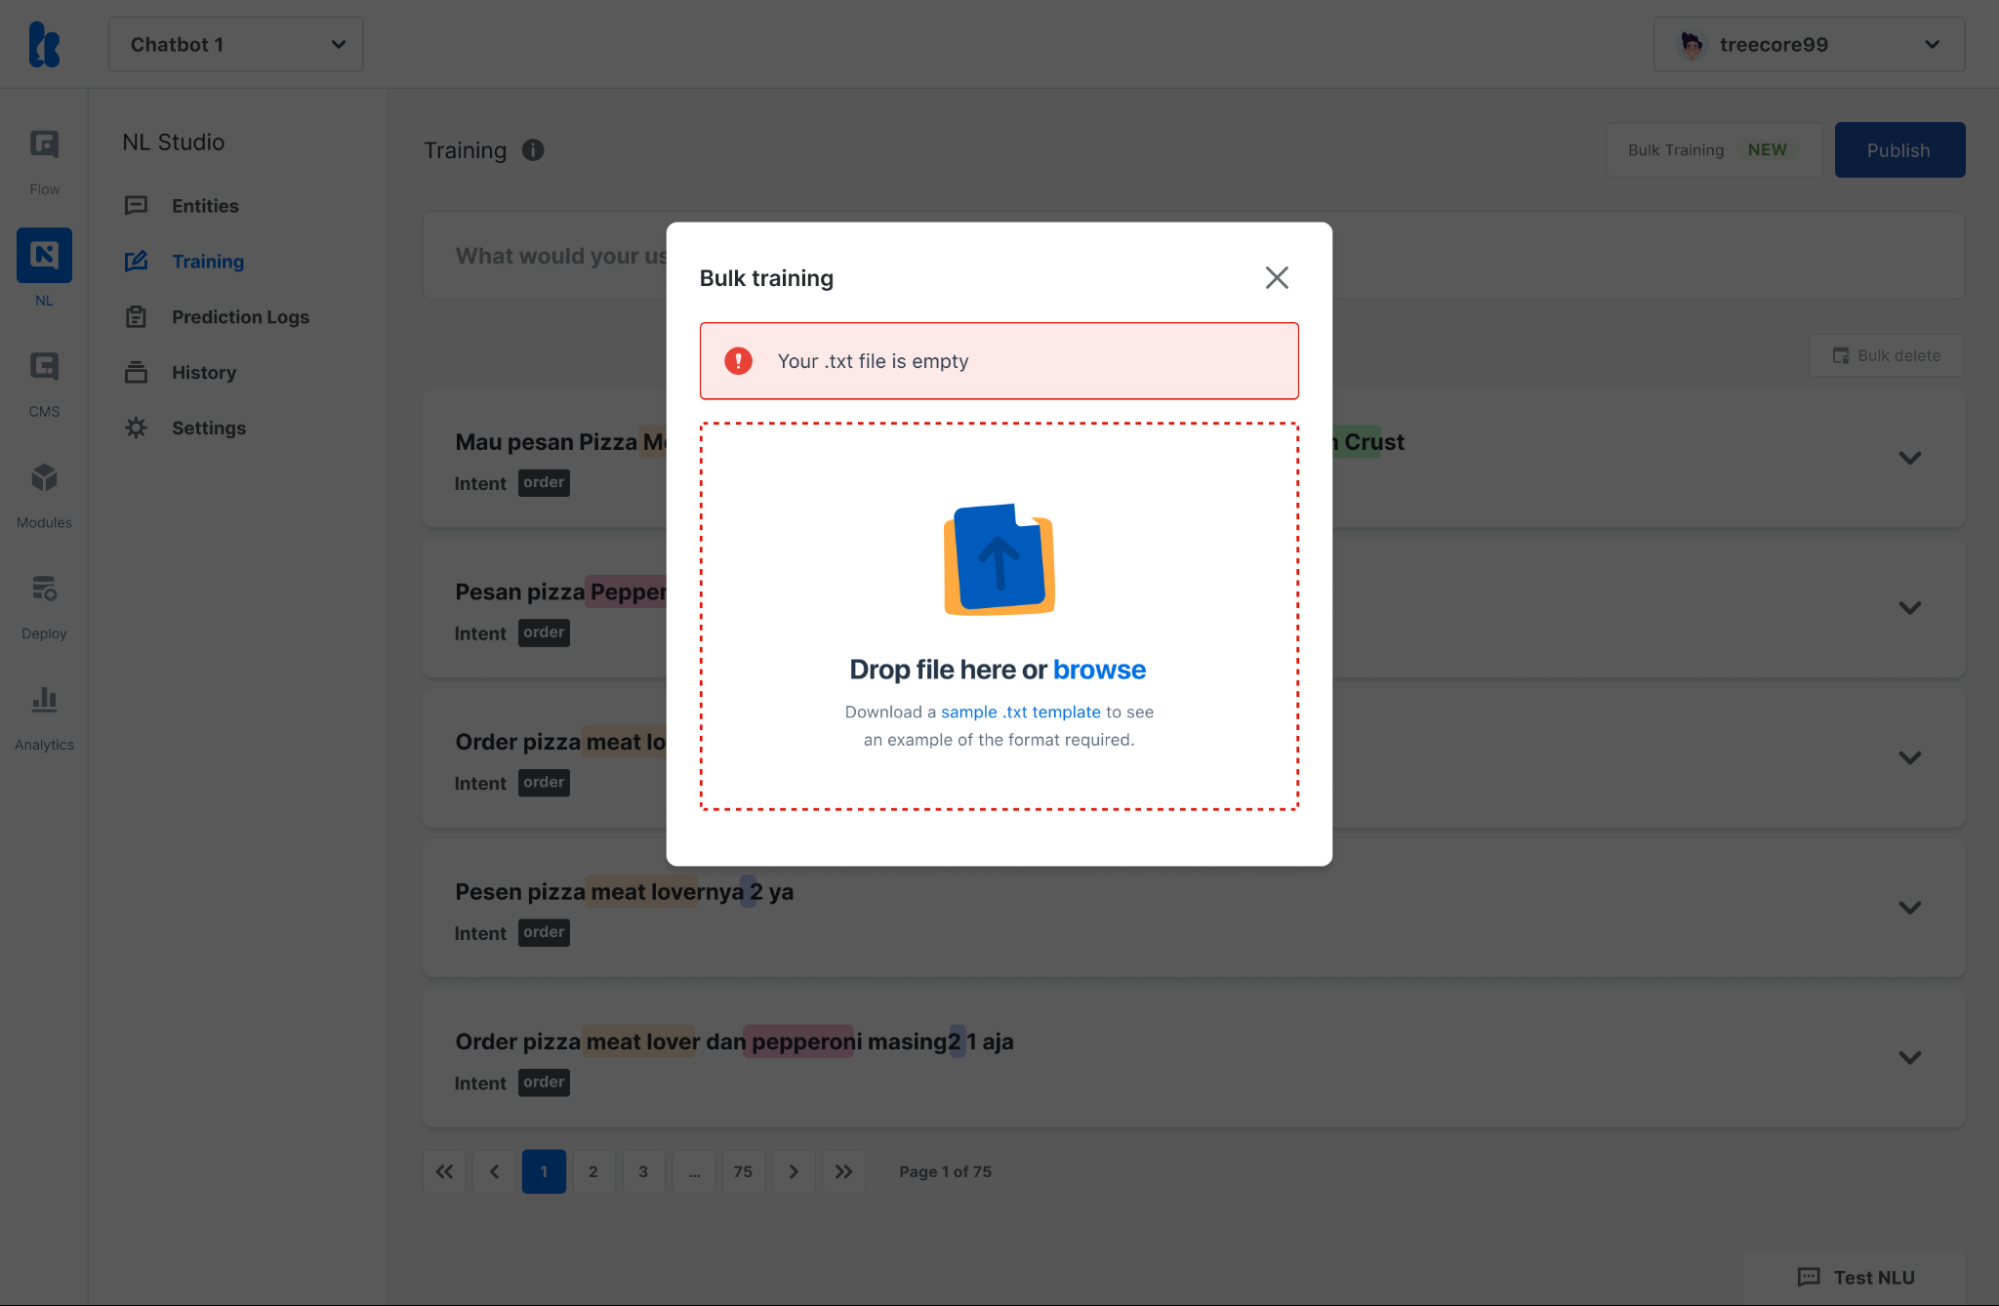 Chatbot 1
treecore99
Flow
NL
CMS
Modules
Deploy
Analytics
NL Studio
Entities
Training
Prediction Logs
History
Settings
Training
Bulk Training NEW
Publish
What would your us
Bulk delete
Bulk training
Your .txt file is empty
Drop file here or browse
Download a sample .txt template to see
an example of the format required.
Mau pesan Pizza Me
n Crust
Intent order
Pesan pizza Pepper
Intent order
Order pizza meat lo
Intent order
Pesen pizza meat lovernya 2 ya
Intent order
Order pizza meat lover dan pepperoni masing2 1 aja
Intent order
1 2 3 ... 75
Page 1 of 75
Test NLU